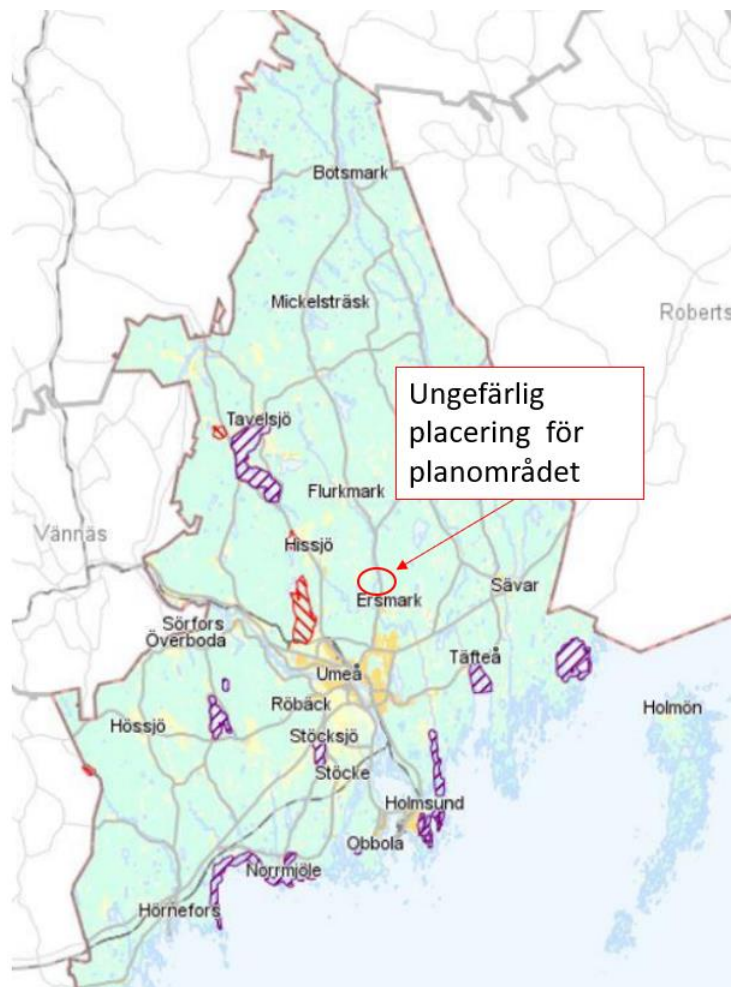 Botsmark
Mickelsträsk
Roberts
Ungefärlig
placering för
planområdet
Tavelsjö
Flurkmark
Vännäs
Hissjö
Ersmark
Sävar
Sörfors
Överboda
Umeå
Täfteå
Röbäck
Holmön
Hössjö
Stöcksjö
Stöcke
Holmsund
Obbola
Norrmjöle
Hörnefors